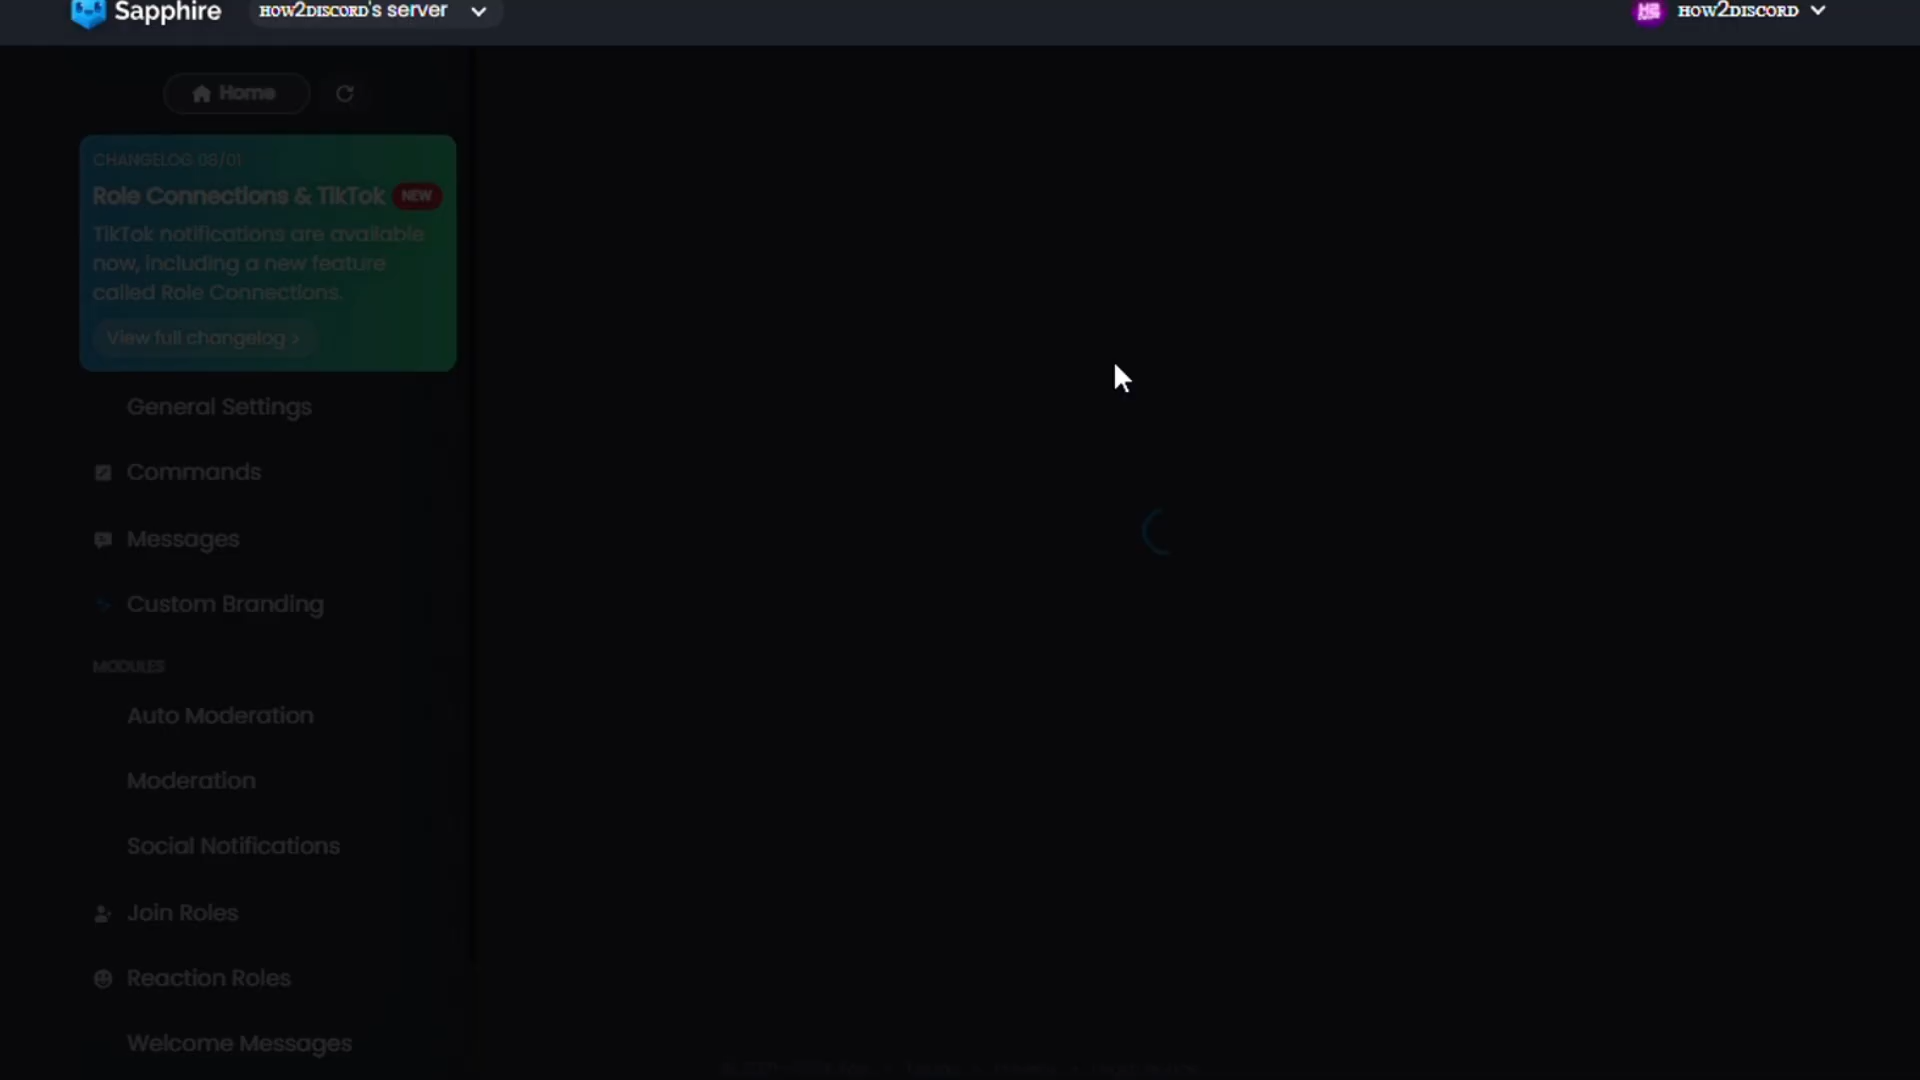 Sapphire
HOW2DISCORD's server
HOW2DISCORD
Home
CHANGELOG 08/01
Role Connections & TikTok NEW
TikTok notifications are available
now, including a new feature
called Role Connections.
View full changelog >
General Settings
Commands
Messages
Custom Branding
MODULES
Auto Moderation
Moderation
Social Notifications
Join Roles
Reaction Roles
Welcome Messages